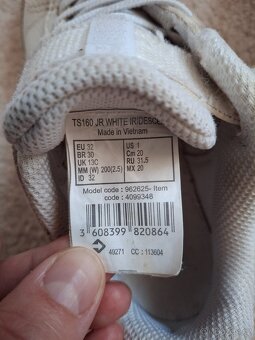 TS160 JR WHITE IRIDESCE
Made in Vietnam
EU 32 US 1
BR 30 Cm 20
UK 13C RU 31,5
MM (W) 200(2.5) MX 20
ID 32
Model code : 962625- Item
code : 4099348
3 608399 820864
49271 CC : 113604